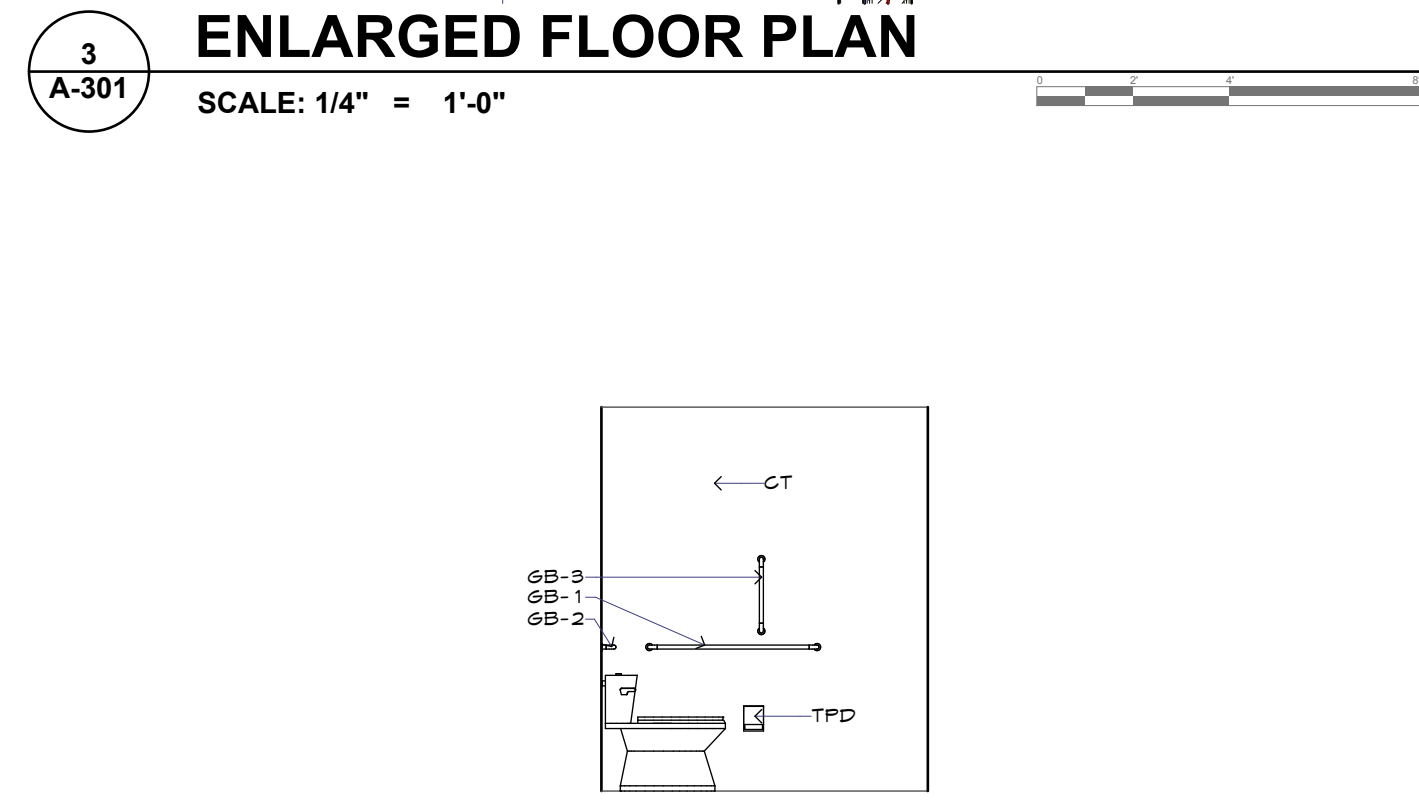 3
A-301
ENLARGED FLOOR PLAN
SCALE: 1/4" = 1'-0"
0 2' 4' 8'
CT
GB-3
GB-1
GB-2
TPD